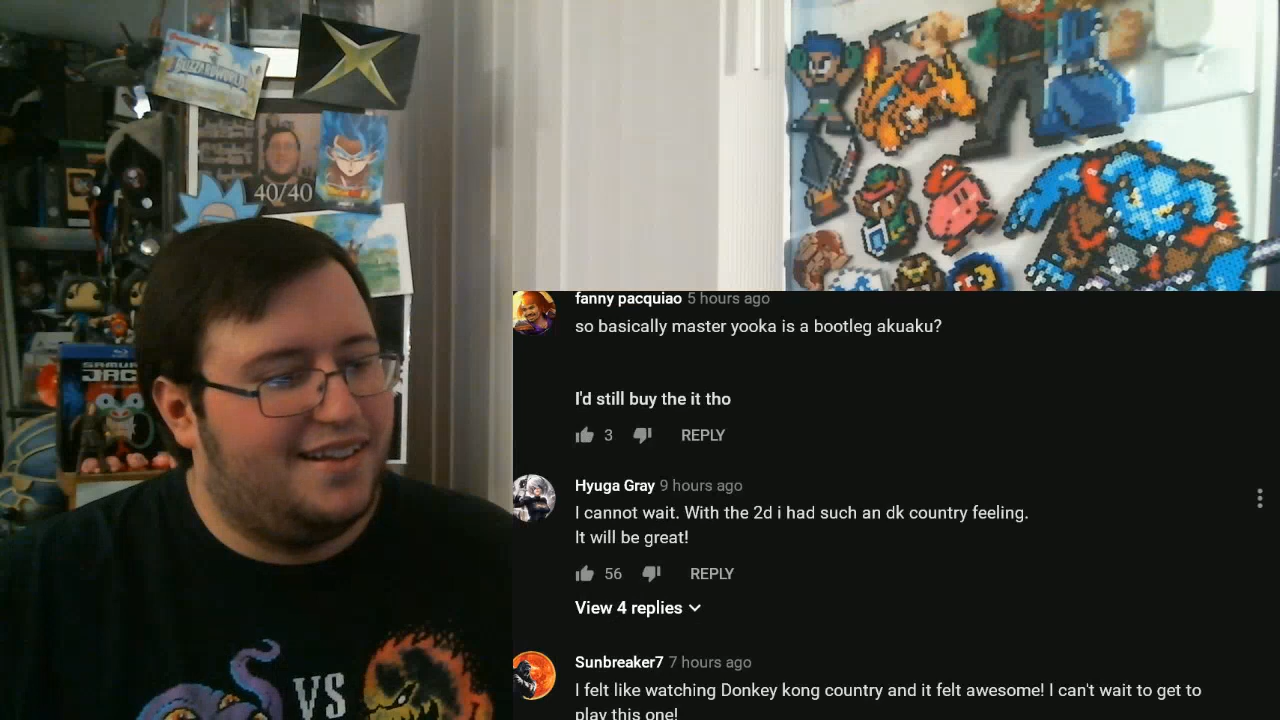 Greetings from
BLIZZARDWORLD
40/40
SAMURAI
JACK
VS
fanny pacquiao 5 hours ago
so basically master yooka is a bootleg akuaku?
I'd still buy the it tho
3 REPLY
Hyuga Gray 9 hours ago
I cannot wait. With the 2d i had such an dk country feeling.
It will be great!
56 REPLY
View 4 replies
Sunbreaker7 7 hours ago
I felt like watching Donkey kong country and it felt awesome! I can't wait to get to
play this one!